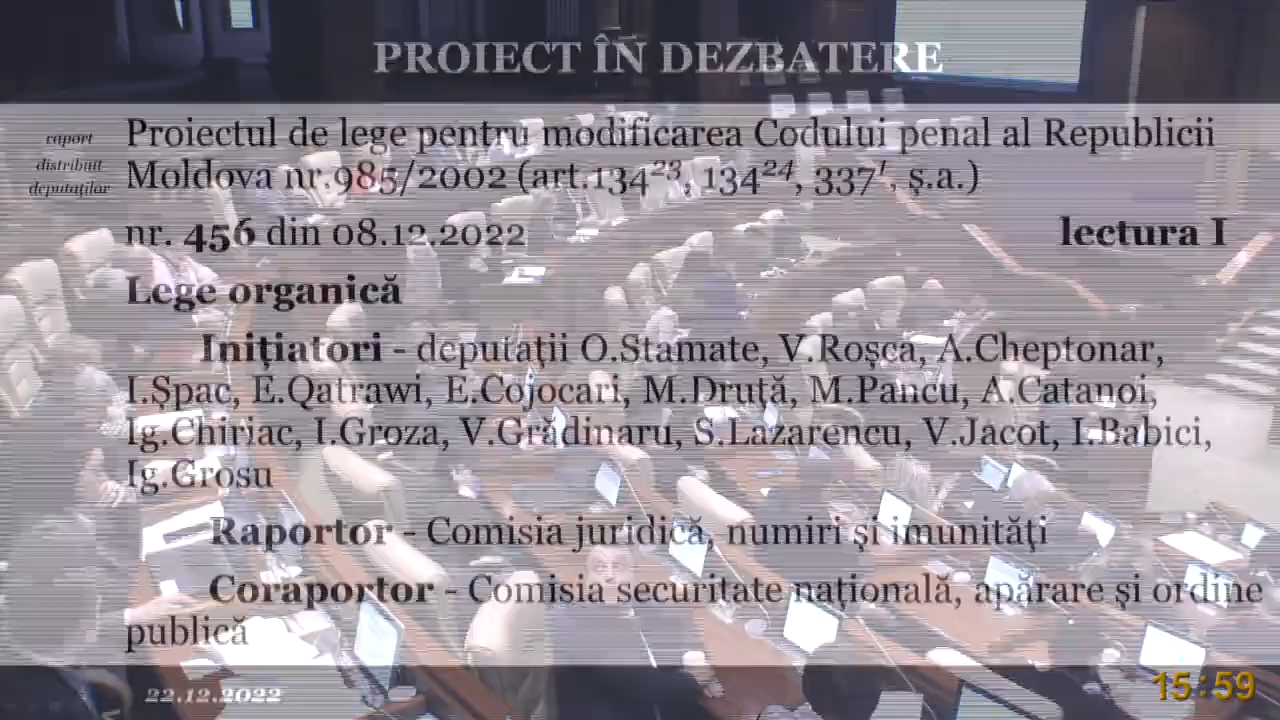 PROIECT ÎN DEZBATERE
raport
distribuit
deputaților
Proiectul de lege pentru modificarea Codului penal al Republicii
Moldova nr.985/2002 (art.134²³, 134²⁴, 337¹, ș.a.)
nr. 456 din 08.12.2022
lectura I
Lege organică
Inițiatori - deputații O.Stamate, V.Roșca, A.Cheptonar,
I.Șpac, E.Qatrawi, E.Cojocari, M.Druță, M.Pancu, A.Catanoi,
Ig.Chiriac, I.Groza, V.Grădinaru, S.Lazarencu, V.Jacot, I.Babici,
Ig.Grosu
Raportor - Comisia juridică, numiri și imunități
Coraportor - Comisia securitate națională, apărare și ordine
publică
22.12.2022
15:59